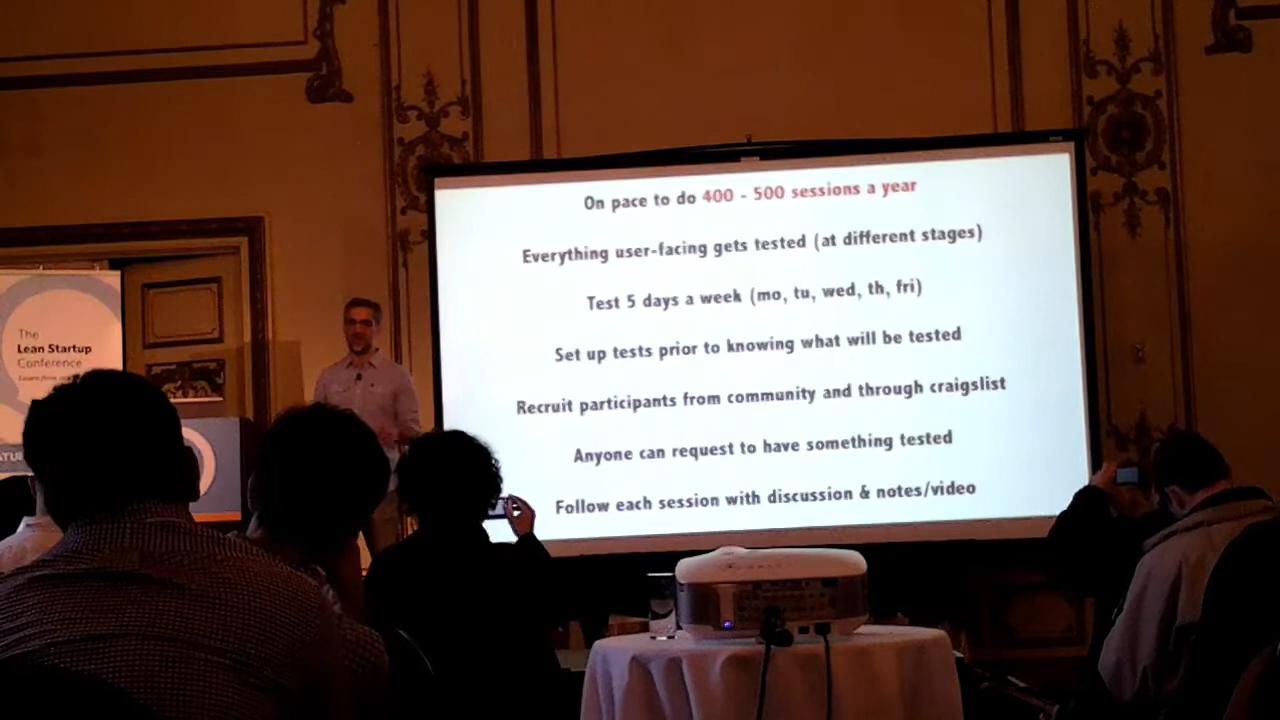 On pace to do 400 - 500 sessions a year
Everything user-facing gets tested (at different stages)
Test 5 days a week (mo, tu, wed, th, fri)
Set up tests prior to knowing what will be tested
Recruit participants from community and through craigslist
Anyone can request to have something tested
Follow each session with discussion & notes/video
The
Lean Startup
Conference